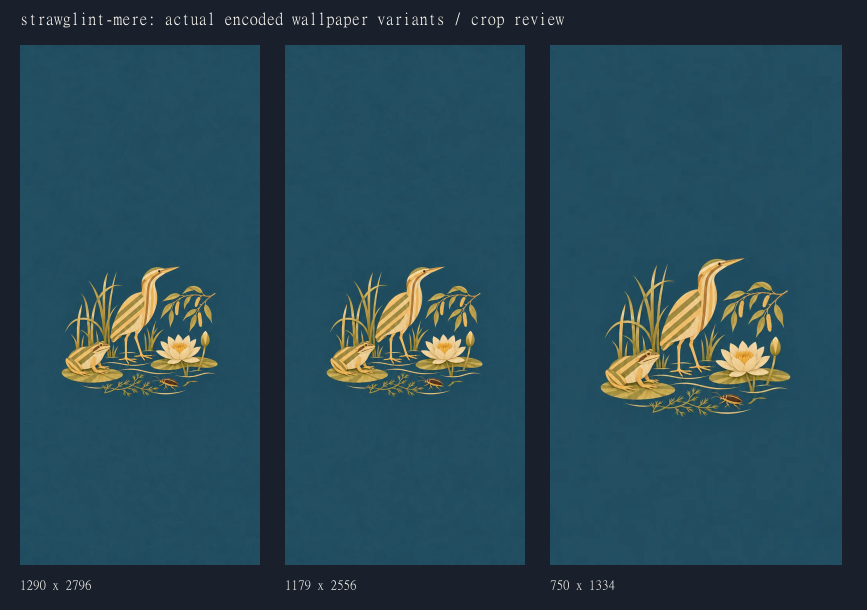 strawglint-mere: actual encoded wallpaper variants / crop review
1290 x 2796
1179 x 2556
750 x 1334